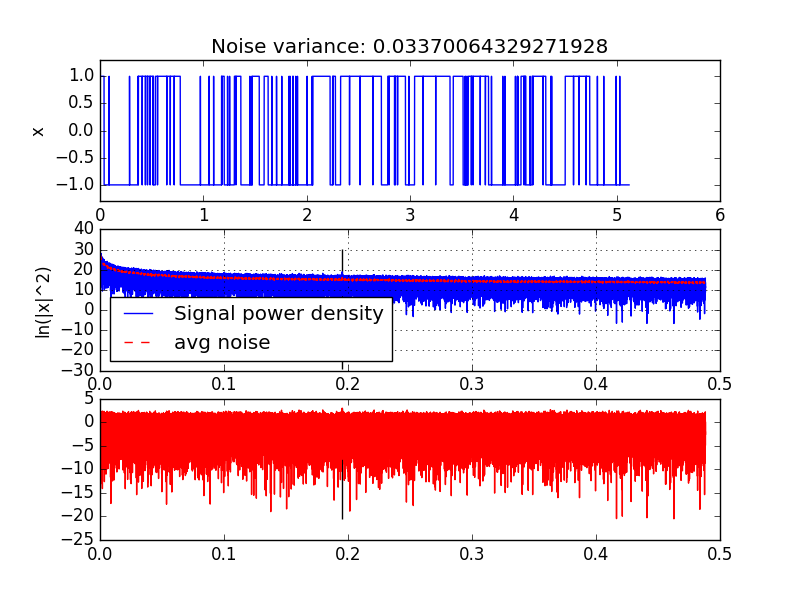 Noise variance: 0.03370064329271928
1.0
0.5
0.0
−0.5
−1.0
x
0 1 2 3 4 5 6
40
30
20
10
0
−10
−20
−30
ln(|x|^2)
Signal power density
avg noise
0.0 0.1 0.2 0.3 0.4 0.5
5
0
−5
−10
−15
−20
−25
0.0 0.1 0.2 0.3 0.4 0.5